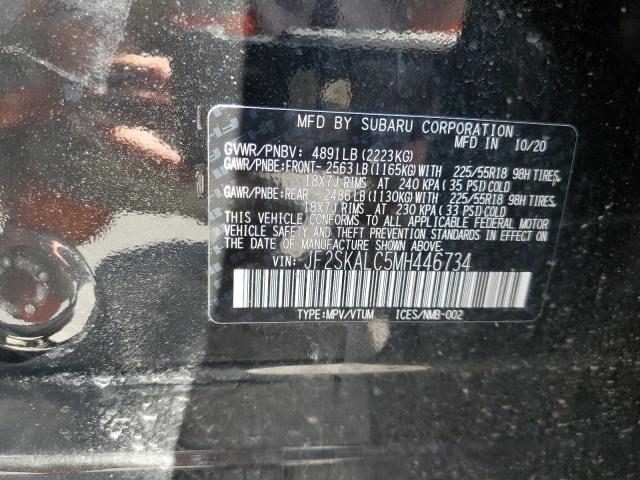 MFD BY SUBARU CORPORATION 10/20
GVWR/PNBV: 4891LB(2223KG) MFD IN
GAWR/PNBE:FRONT- 2563LB(1165KG)WITH 225/55R18 98H TIRES,
18X7J RIMS AT 240 KPA(35 PSI)COLD
GAWR/PNBE:REAR - 2486LB(1130KG)WITH 225/55R18 98H TIRES,
18X7J RIMS AT 230 KPA(33 PSI)COLD
THIS VEHICLE CONFORMS TO ALL APPLICABLE FEDERAL MOTOR
VEHICLE SAFETY AND THEFT PREVENTION STANDARDS IN EFFECT
ON THE DATE OF MANUFACTURE SHOWN ABOVE.
VIN: JF2SKALC5MH446734
TYPE:MPV/VTUM ICES/NMB-002